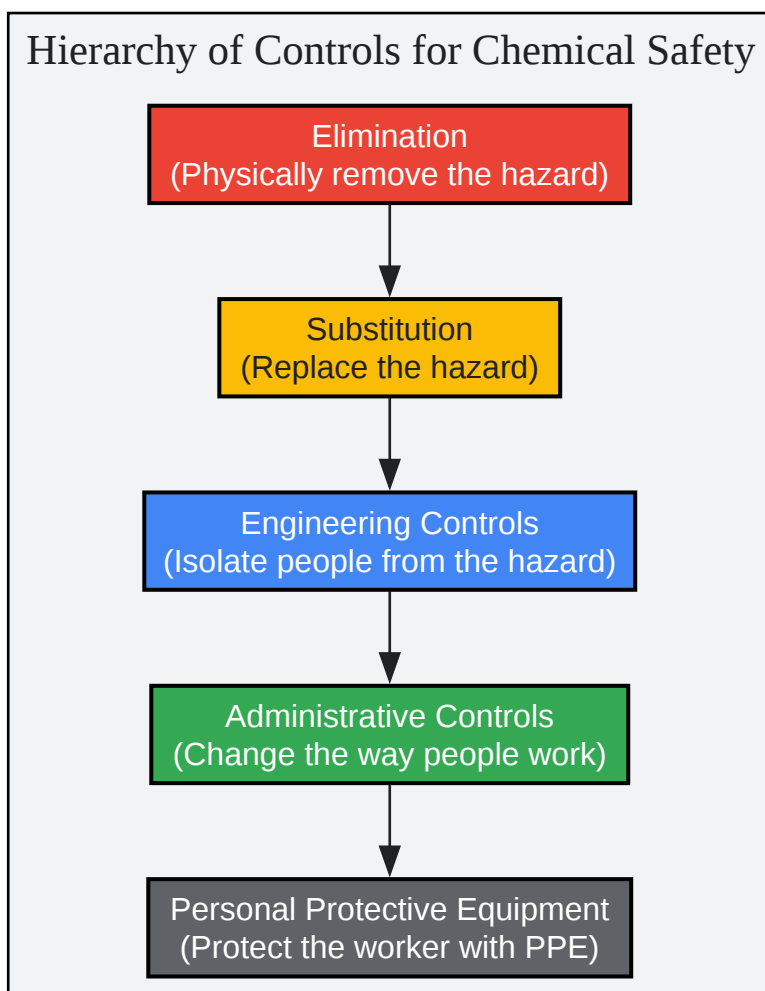 Hierarchy of Controls for Chemical Safety
Elimination
(Physically remove the hazard)
Substitution
(Replace the hazard)
Engineering Controls
(Isolate people from the hazard)
Administrative Controls
(Change the way people work)
Personal Protective Equipment
(Protect the worker with PPE)